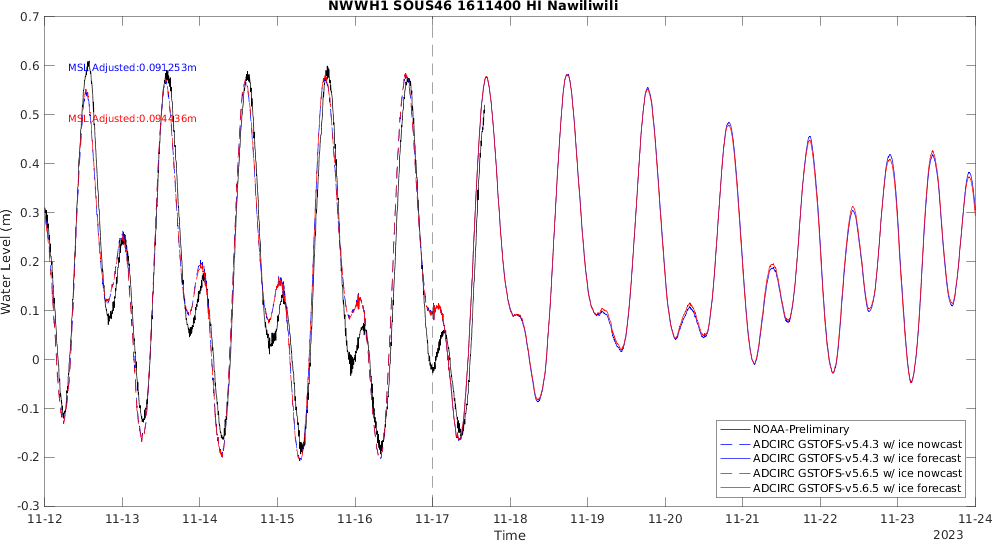 NWWH1 SOUS46 1611400 HI Nawiliwili
0.7
0.6
0.5
0.4
0.3
0.2
0.1
0
-0.1
-0.2
-0.3
Water Level (m)
MSL Adjusted:0.091253m
MSL Adjusted:0.094436m
NOAA-Preliminary
ADCIRC GSTOFS-v5.4.3 w/ ice nowcast
ADCIRC GSTOFS-v5.4.3 w/ ice forecast
ADCIRC GSTOFS-v5.6.5 w/ ice nowcast
ADCIRC GSTOFS-v5.6.5 w/ ice forecast
11-12 11-13 11-14 11-15 11-16 11-17 11-18 11-19 11-20 11-21 11-22 11-23 11-24
Time
2023